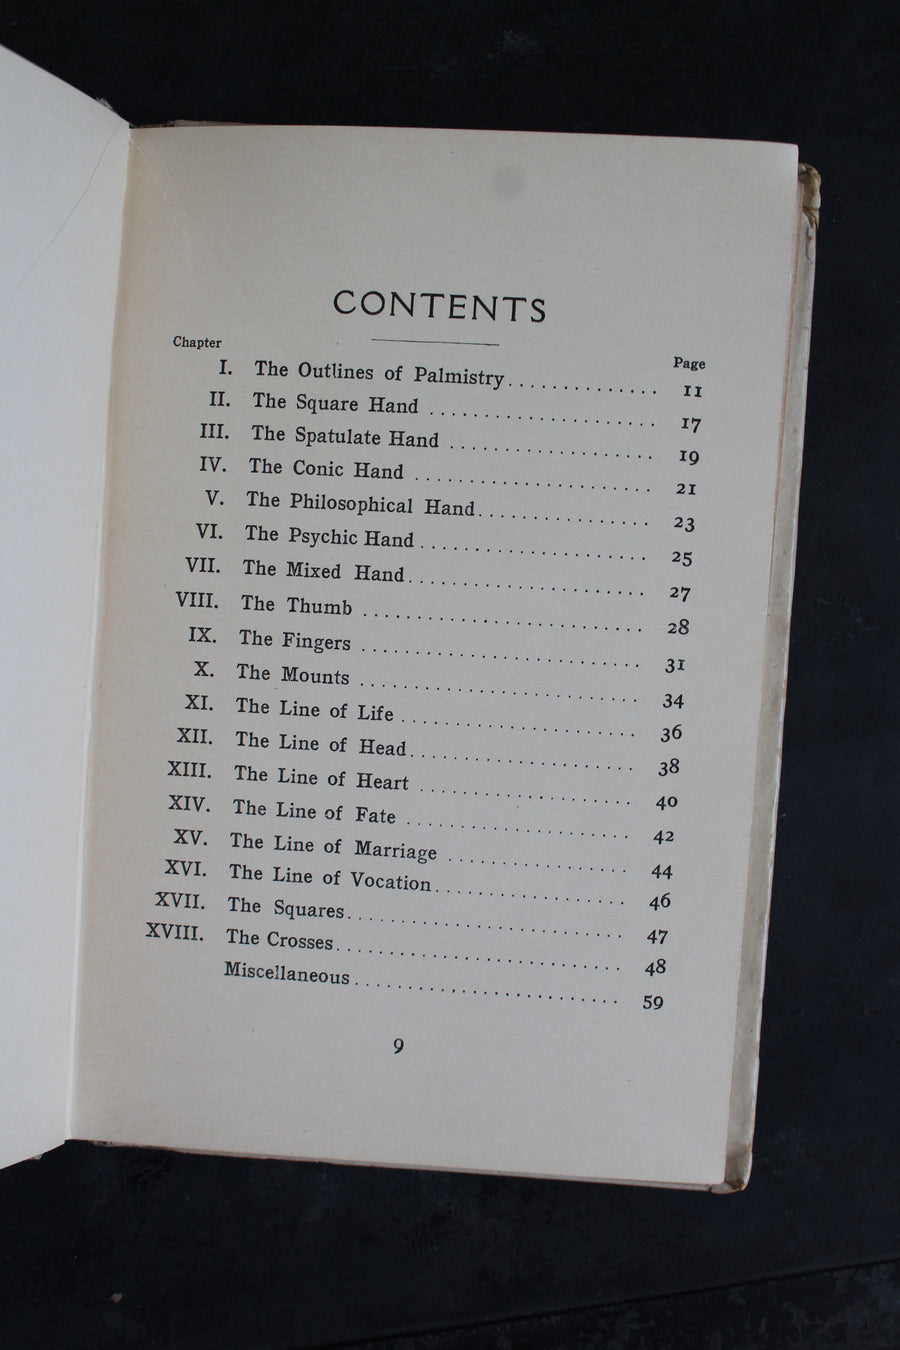 CONTENTS
Chapter Page
I. The Outlines of Palmistry.............. 11
II. The Square Hand ..................... 17
III. The Spatulate Hand ................... 19
IV. The Conic Hand ...................... 21
V. The Philosophical Hand................ 23
VI. The Psychic Hand ..................... 25
VII. The Mixed Hand...................... 27
VIII. The Thumb .......................... 28
IX. The Fingers .......................... 31
X. The Mounts .......................... 34
XI. The Line of Life ...................... 36
XII. The Line of Head..................... 38
XIII. The Line of Heart .................... 40
XIV. The Line of Fate ..................... 42
XV. The Line of Marriage ................. 44
XVI. The Line of Vocation.................. 46
XVII. The Squares.......................... 47
XVIII. The Crosses........................... 48
Miscellaneous......................... 59
9